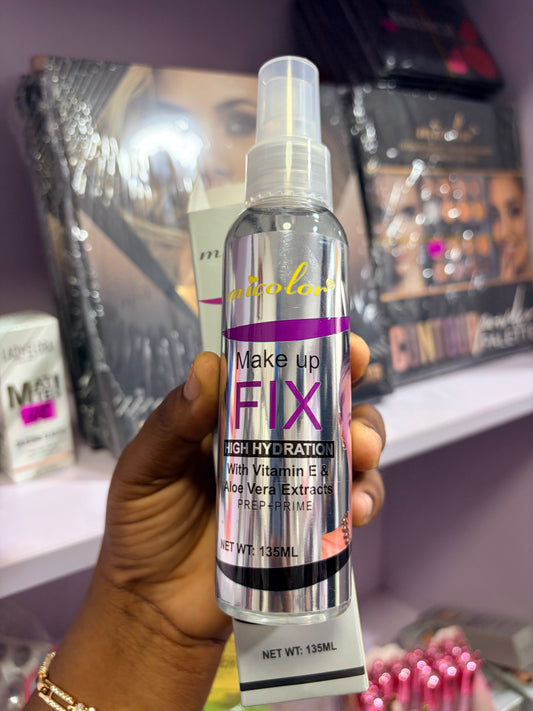 micolor®
Make up
FIX
HIGH HYDRATION
With Vitamin E &
Aloe Vera Extracts
PREP+PRIME
NET WT: 135ML
NET WT: 135ML
micolor
CONTOUR
PALETTE